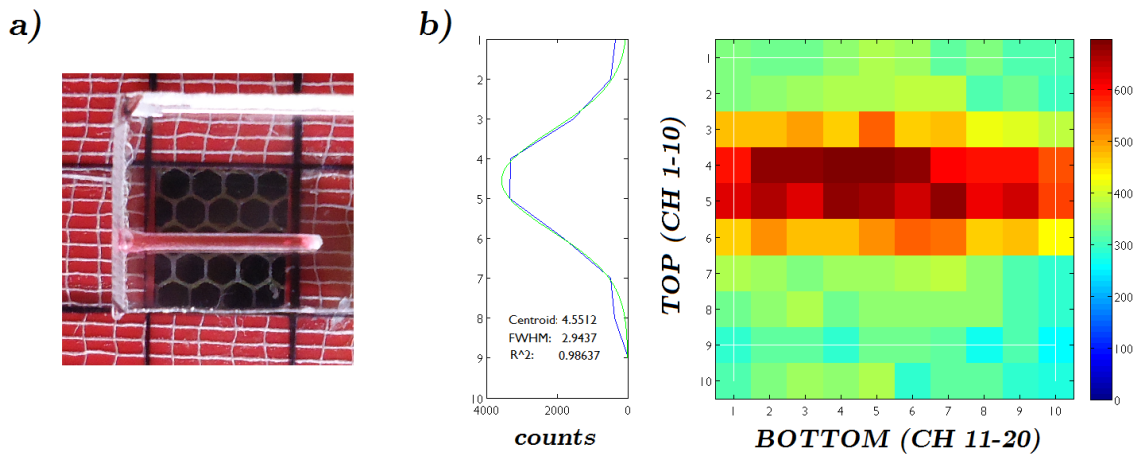 a)
b)
1
2
3
4
5
6
7
8
9
10
4000 2000 0
counts
Centroid: 4.5512
FWHM: 2.9437
R^2: 0.98637
TOP (CH 1-10)
1
2
3
4
5
6
7
8
9
10
1 2 3 4 5 6 7 8 9 10
BOTTOM (CH 11-20)
600
500
400
300
200
100
0